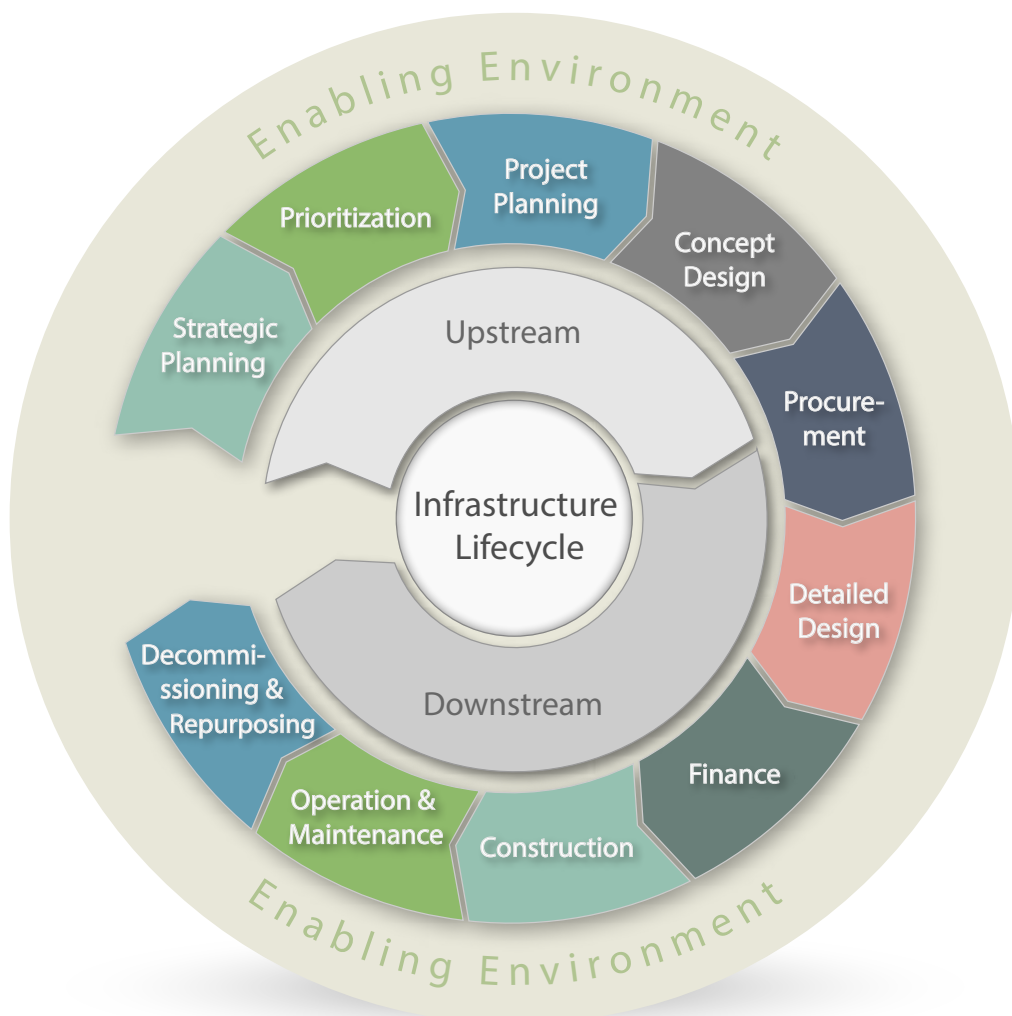 Enabling Environment
Strategic
Planning
Prioritization
Project
Planning
Concept
Design
Procure-
ment
Detailed
Design
Finance
Construction
Operation &
Maintenance
Decommi-
ssioning &
Repurposing
Upstream
Infrastructure
Lifecycle
Downstream
Enabling Environment